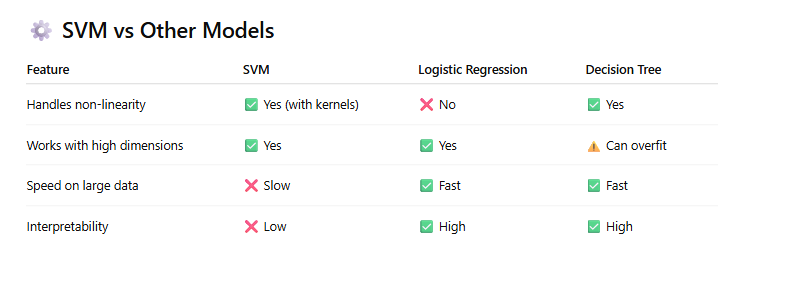 SVM vs Other Models
Feature SVM Logistic Regression Decision Tree
Handles non-linearity Yes (with kernels) No Yes
Works with high dimensions Yes Yes Can overfit
Speed on large data Slow Fast Fast
Interpretability Low High High